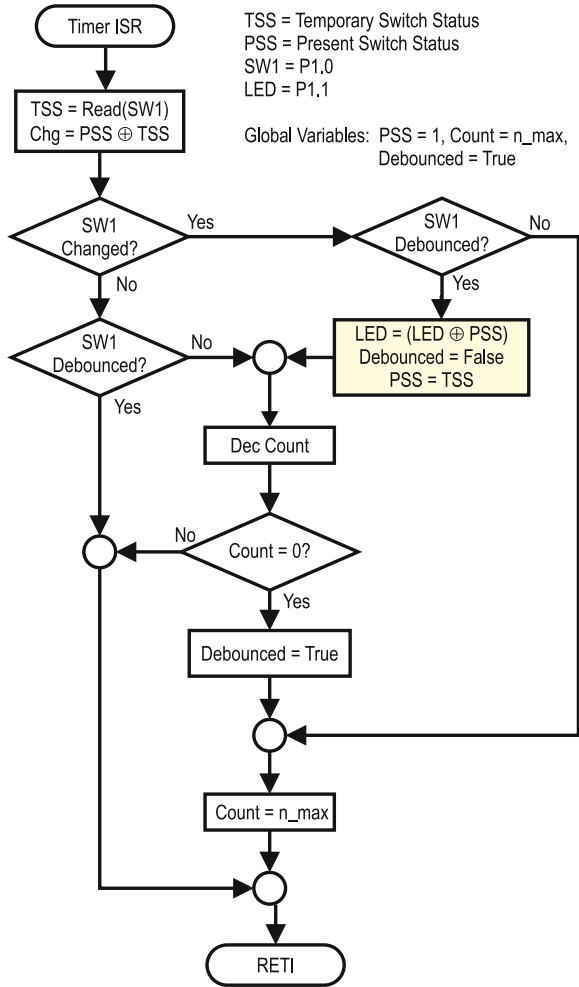 Timer ISR
TSS = Temporary Switch Status
PSS = Present Switch Status
SW1 = P1.0
LED = P1.1
Global Variables: PSS = 1, Count = n_max,
Debounced = True
TSS = Read(SW1)
Chg = PSS ⊕ TSS
SW1
Changed?
Yes
No
SW1
Debounced?
No
Yes
LED = (LED ⊕ PSS)
Debounced = False
PSS = TSS
SW1
Debounced?
No
Yes
Dec Count
Count = 0?
No
Yes
Debounced = True
Count = n_max
RETI